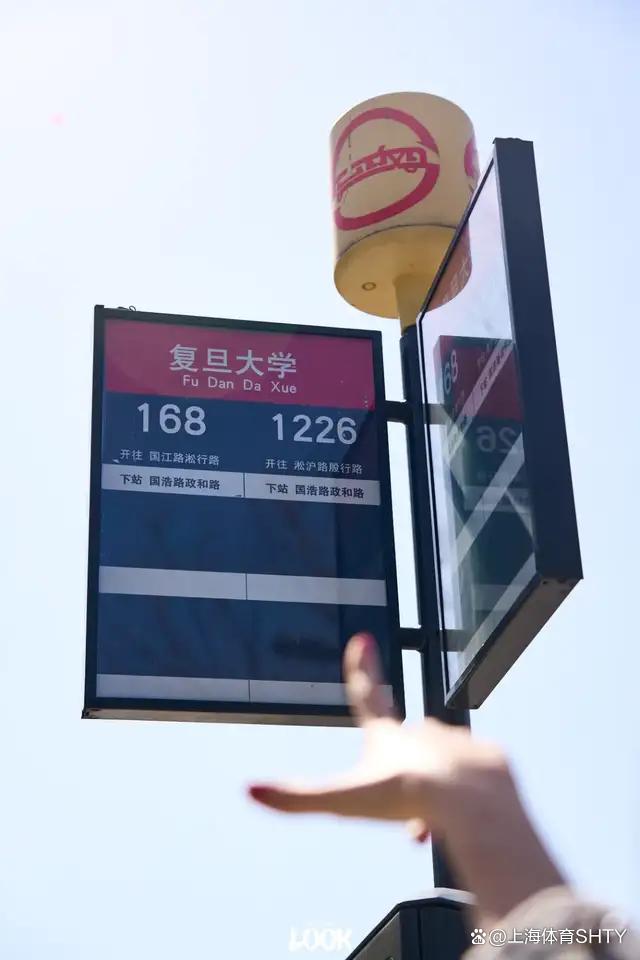 复旦大学
Fu Dan Da Xue
168
1226
开往 国江路淞行路
开往 淞沪路殷行路
下站 国浩路政和路
下站 国浩路政和路
LOOK
@上海体育SHTY